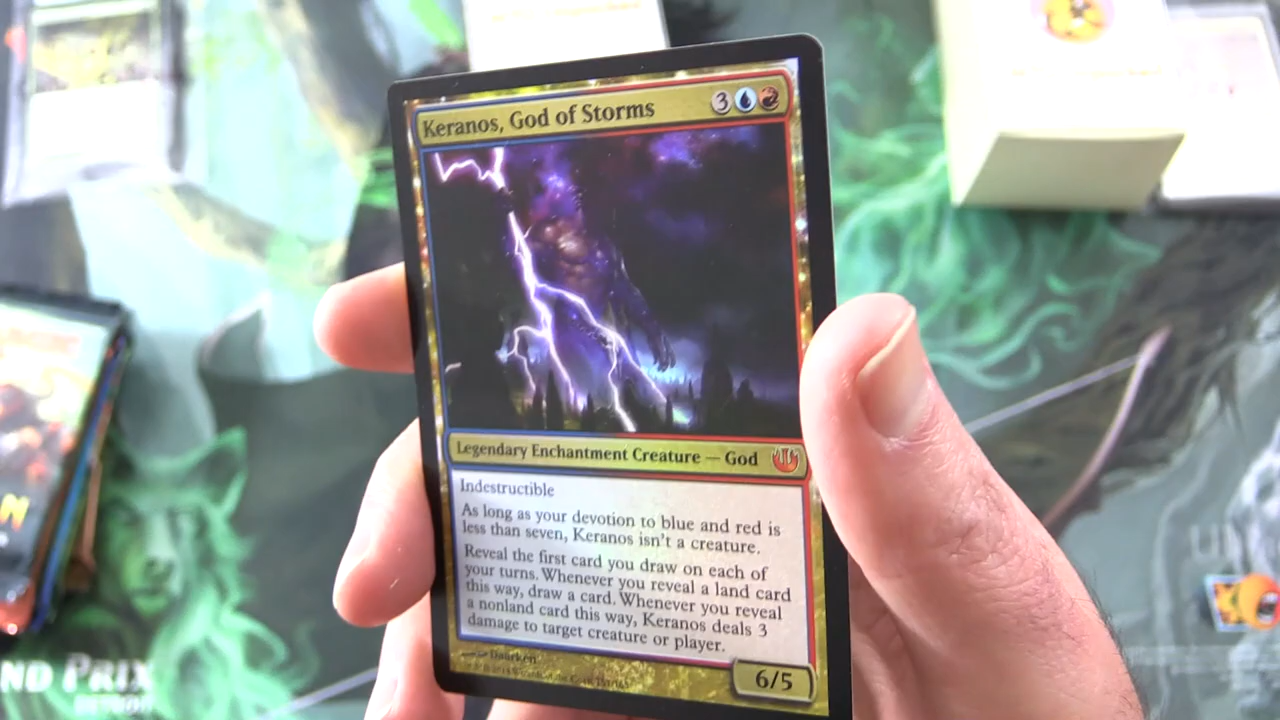 Keranos, God of Storms
3
Legendary Enchantment Creature — God
Indestructible
As long as your devotion to blue and red is
less than seven, Keranos isn't a creature.
Reveal the first card you draw on each of
your turns. Whenever you reveal a land card
this way, draw a card. Whenever you reveal
a nonland card this way, Keranos deals 3
damage to target creature or player.
Daarken
6/5
ND PRIX